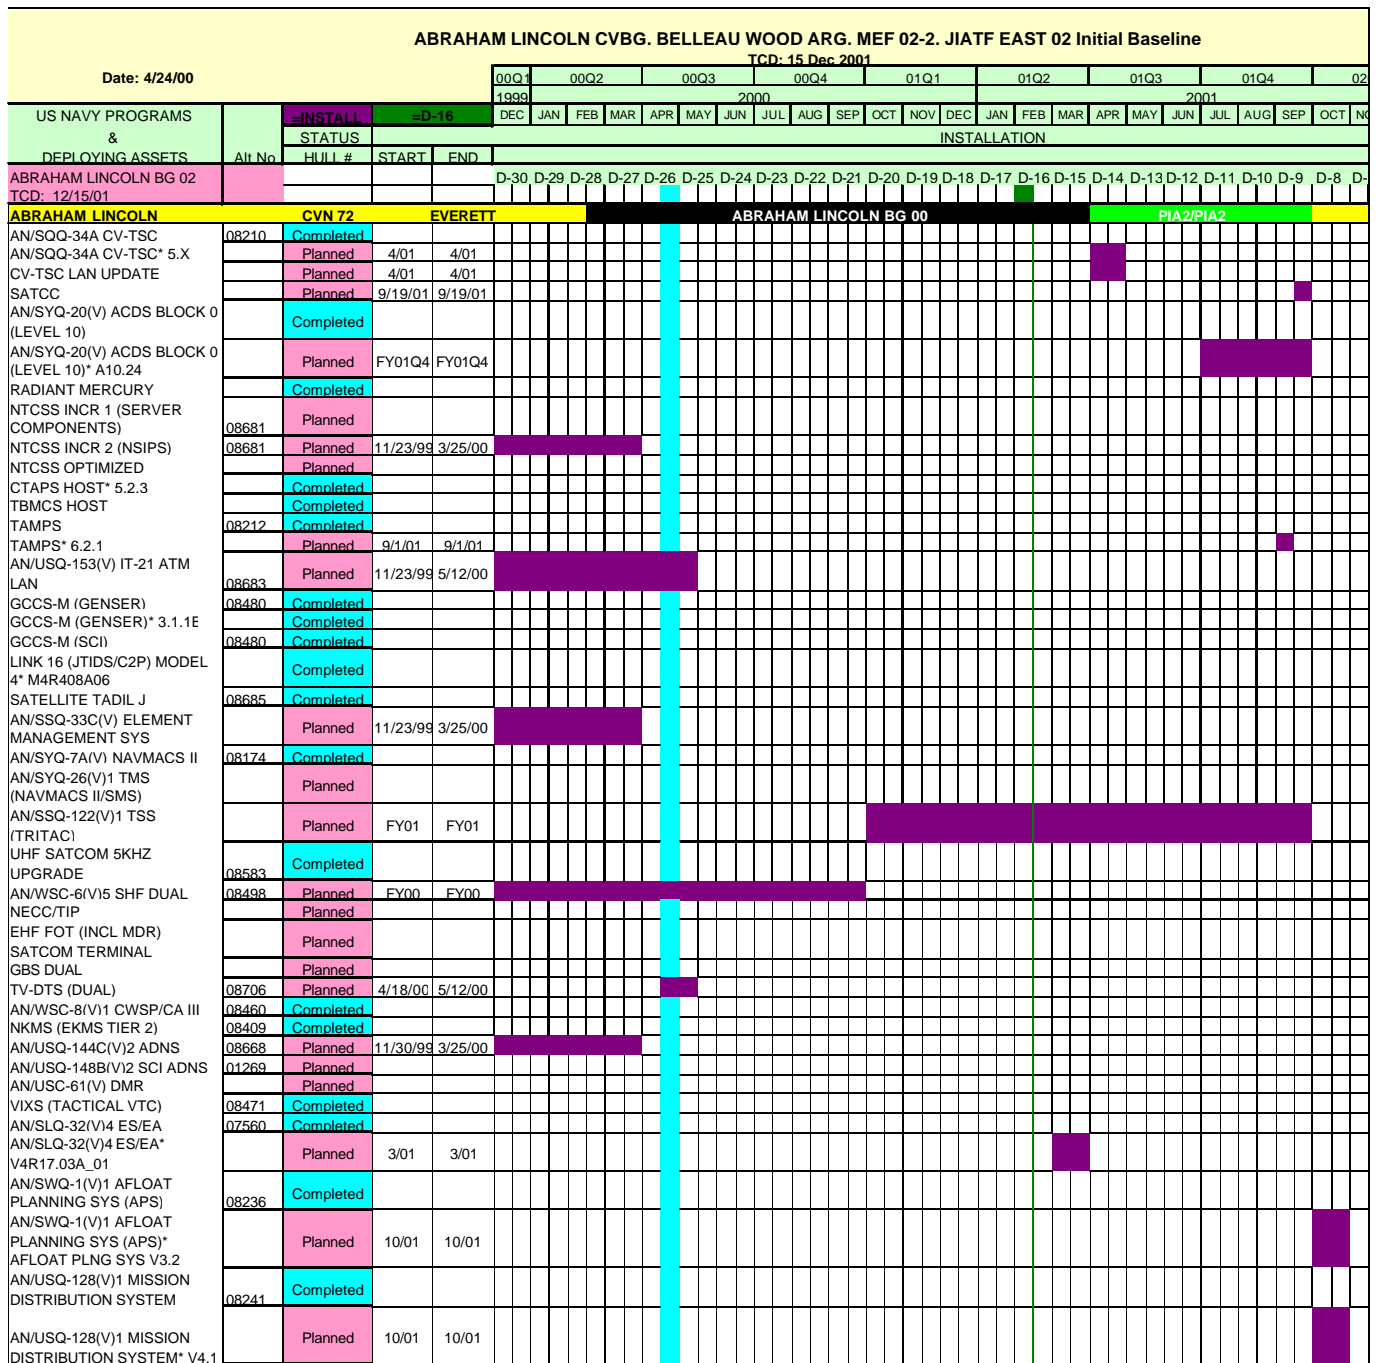 ABRAHAM LINCOLN CVBG. BELLEAU WOOD ARG. MEF 02-2. JIATF EAST 02 Initial Baseline
TCD: 15 Dec 2001
Date: 4/24/00
00Q1 00Q2 00Q3 00Q4 01Q1 01Q2 01Q3 01Q4 02
1999 2000 2001
US NAVY PROGRAMS =INSTALL =D-16 DEC JAN FEB MAR APR MAY JUN JUL AUG SEP OCT NOV DEC JAN FEB MAR APR MAY JUN JUL AUG SEP OCT NO
& STATUS INSTALLATION
DEPLOYING ASSETS Alt No HULL # START END
ABRAHAM LINCOLN BG 02 D-30 D-29 D-28 D-27 D-26 D-25 D-24 D-23 D-22 D-21 D-20 D-19 D-18 D-17 D-16 D-15 D-14 D-13 D-12 D-11 D-10 D-9 D-8 D-
TCD: 12/15/01
ABRAHAM LINCOLN CVN 72 EVERETT ABRAHAM LINCOLN BG 00 PIA2/PIA2
AN/SQQ-34A CV-TSC 08210 Completed
AN/SQQ-34A CV-TSC* 5.X Planned 4/01 4/01
CV-TSC LAN UPDATE Planned 4/01 4/01
SATCC Planned 9/19/01 9/19/01
AN/SYQ-20(V) ACDS BLOCK 0
(LEVEL 10) Completed
AN/SYQ-20(V) ACDS BLOCK 0
(LEVEL 10)* A10.24 Planned FY01Q4 FY01Q4
RADIANT MERCURY Completed
NTCSS INCR 1 (SERVER
COMPONENTS) 08681 Planned
NTCSS INCR 2 (NSIPS) 08681 Planned 11/23/99 3/25/00
NTCSS OPTIMIZED Planned
CTAPS HOST* 5.2.3 Completed
TBMCS HOST Completed
TAMPS 08212 Completed
TAMPS* 6.2.1 Planned 9/1/01 9/1/01
AN/USQ-153(V) IT-21 ATM
LAN 08683 Planned 11/23/99 5/12/00
GCCS-M (GENSER) 08480 Completed
GCCS-M (GENSER)* 3.1.1E Completed
GCCS-M (SCI) 08480 Completed
LINK 16 (JTIDS/C2P) MODEL
4* M4R408A06 Completed
SATELLITE TADIL J 08685 Completed
AN/SSQ-33C(V) ELEMENT
MANAGEMENT SYS Planned 11/23/99 3/25/00
AN/SYQ-7A(V) NAVMACS II 08174 Completed
AN/SYQ-26(V)1 TMS
(NAVMACS II/SMS) Planned
AN/SSQ-122(V)1 TSS
(TRITAC) Planned FY01 FY01
UHF SATCOM 5KHZ
UPGRADE 08583 Completed
AN/WSC-6(V)5 SHF DUAL 08498 Planned FY00 FY00
NECC/TIP Planned
EHF FOT (INCL MDR)
SATCOM TERMINAL Planned
GBS DUAL Planned
TV-DTS (DUAL) 08706 Planned 4/18/00 5/12/00
AN/WSC-8(V)1 CWSP/CA III 08460 Completed
NKMS (EKMS TIER 2) 08409 Completed
AN/USQ-144C(V)2 ADNS 08668 Planned 11/30/99 3/25/00
AN/USQ-148B(V)2 SCI ADNS 01269 Planned
AN/USC-61(V) DMR Planned
VIXS (TACTICAL VTC) 08471 Completed
AN/SLQ-32(V)4 ES/EA 07560 Completed
AN/SLQ-32(V)4 ES/EA*
V4R17.03A_01 Planned 3/01 3/01
AN/SWQ-1(V)1 AFLOAT
PLANNING SYS (APS) 08236 Completed
AN/SWQ-1(V)1 AFLOAT
PLANNING SYS (APS)* Planned 10/01 10/01
AFLOAT PLNG SYS V3.2
AN/USQ-128(V)1 MISSION
DISTRIBUTION SYSTEM 08241 Completed
AN/USQ-128(V)1 MISSION Planned 10/01 10/01
DISTRIBUTION SYSTEM* V4.1